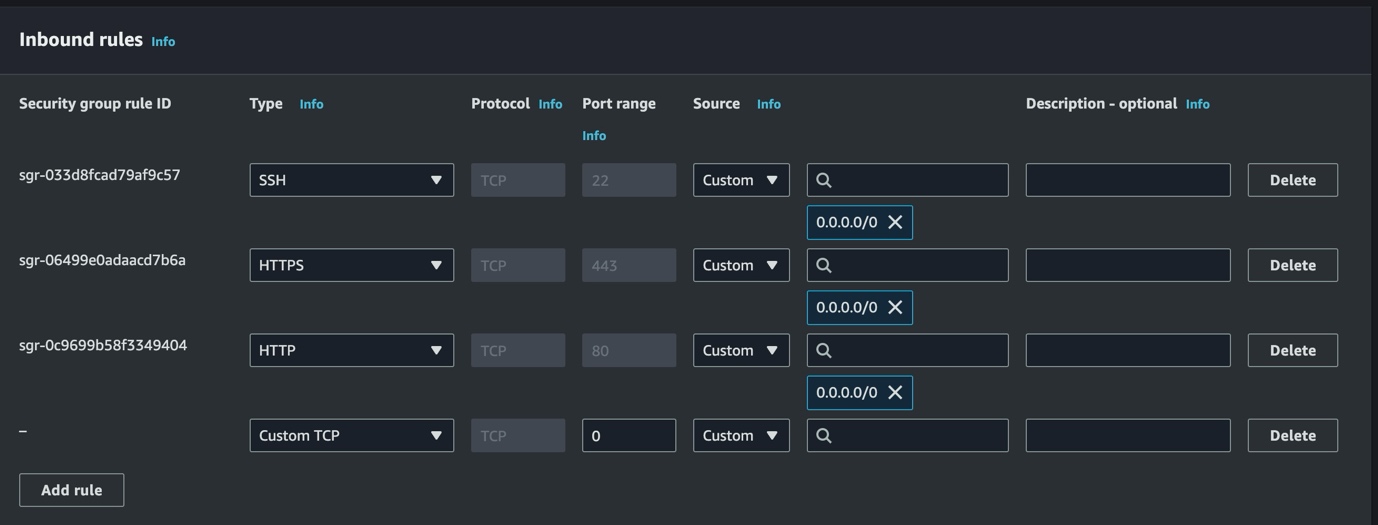 Inbound rules Info
Security group rule ID Type Info Protocol Info Port range Info Source Info Description - optional Info
sgr-033d8fcad79af9c57 SSH TCP 22 Custom Delete
0.0.0.0/0
sgr-06499e0adaacd7b6a HTTPS TCP 443 Custom Delete
0.0.0.0/0
sgr-0c9699b58f3349404 HTTP TCP 80 Custom Delete
0.0.0.0/0
– Custom TCP TCP 0 Custom Delete
Add rule